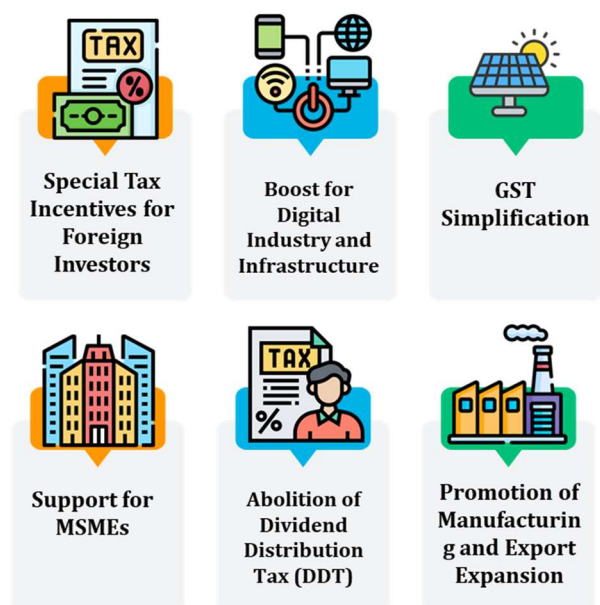 TAX
%
Special Tax
Incentives for
Foreign
Investors
Boost for
Digital
Industry and
Infrastructure
GST
Simplification
Support for
MSMEs
TAX
%
Abolition of
Dividend
Distribution
Tax (DDT)
Promotion of
Manufacturin
g and Export
Expansion